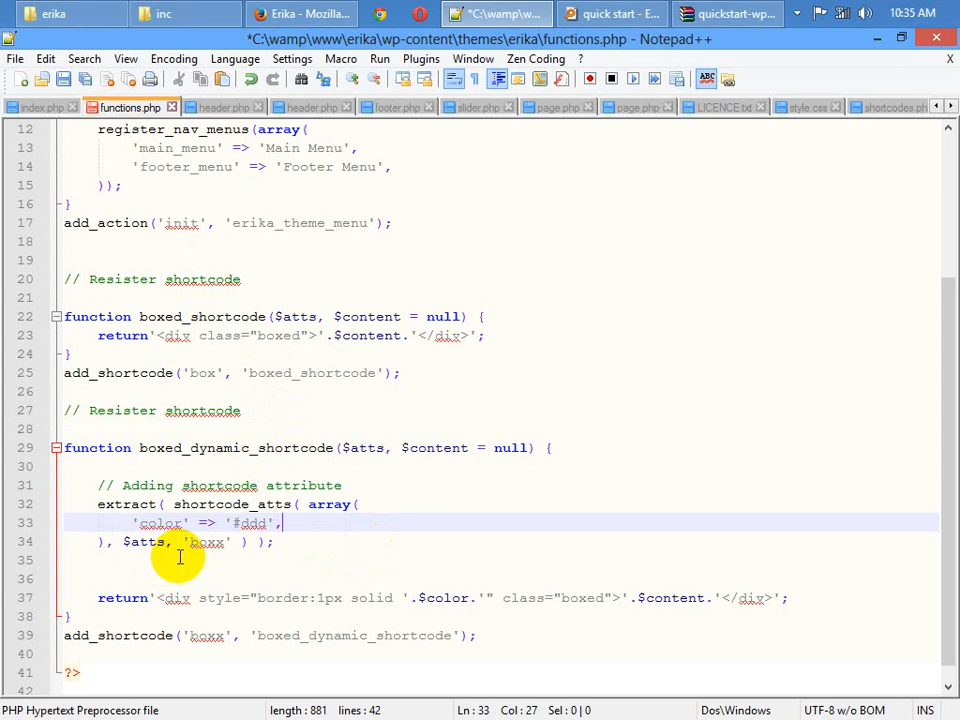 erika
inc
Erika - Mozilla...
*C:\wamp\w...
quick start - E...
quickstart-wp...
10:35 AM
*C:\wamp\www\erika\wp-content\themes\erika\functions.php - Notepad++
File Edit Search View Encoding Language Settings Macro Run Plugins Window Zen Coding ? X
index.php functions.php header.php header.php footer.php slider.php page.php page.php LICENCE.txt style.css shortcodes.ph
12 register_nav_menus(array(
13 'main_menu' => 'Main Menu',
14 'footer_menu' => 'Footer Menu',
15 ));
16 }
17 add_action('init', 'erika_theme_menu');
18
19
20 // Resister shortcode
21
22 function boxed_shortcode($atts, $content = null) {
23 return'<div class="boxed">'.$content.'</div>';
24 }
25 add_shortcode('box', 'boxed_shortcode');
26
27 // Resister shortcode
28
29 function boxed_dynamic_shortcode($atts, $content = null) {
30
31 // Adding shortcode attribute
32 extract( shortcode_atts( array(
33 'color' => '#ddd',
34 ), $atts, 'boxx' ) );
35
36
37 return'<div style="border:1px solid '.$color.'" class="boxed">'.$content.'</div>';
38 }
39 add_shortcode('boxx', 'boxed_dynamic_shortcode');
40
41 ?>
42
PHP Hypertext Preprocessor file length : 881 lines : 42 Ln : 33 Col : 27 Sel : 0 | 0 Dos\Windows UTF-8 w/o BOM INS